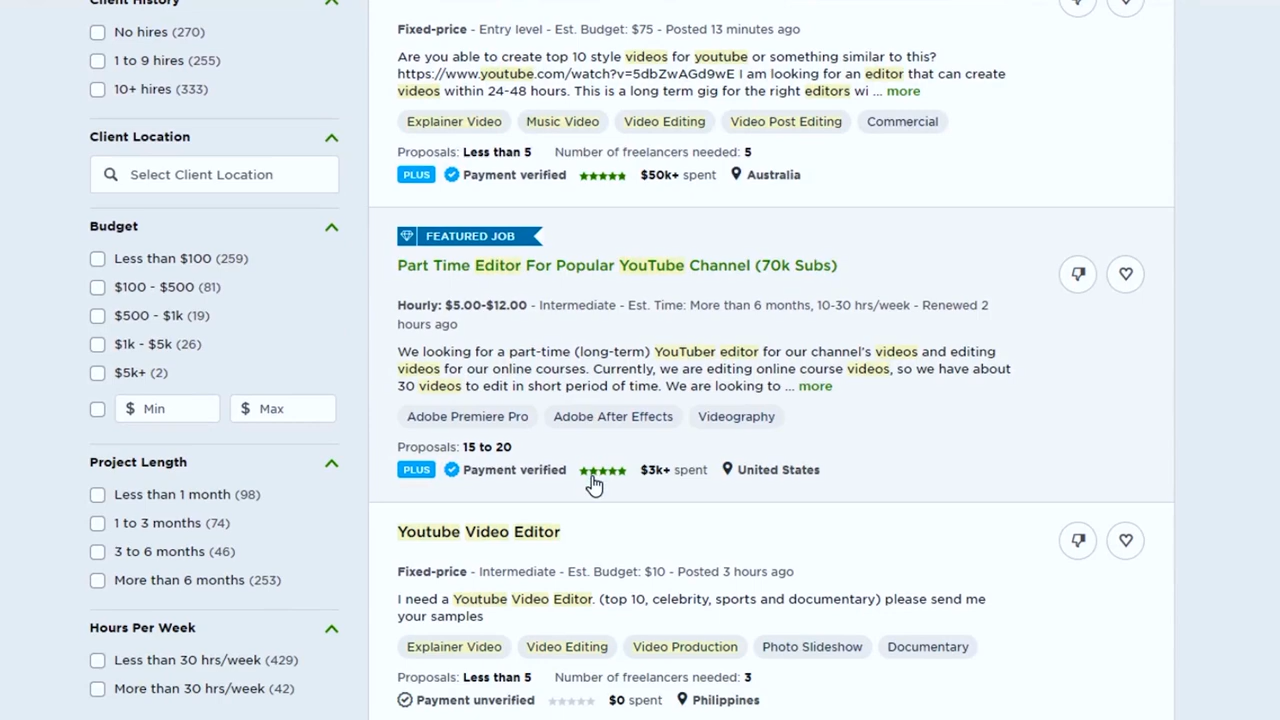 Client History
No hires (270)
1 to 9 hires (255)
10+ hires (333)
Client Location
Select Client Location
Budget
Less than $100 (259)
$100 - $500 (81)
$500 - $1k (19)
$1k - $5k (26)
$5k+ (2)
$ Min $ Max
Project Length
Less than 1 month (98)
1 to 3 months (74)
3 to 6 months (46)
More than 6 months (253)
Hours Per Week
Less than 30 hrs/week (429)
More than 30 hrs/week (42)
Fixed-price - Entry level - Est. Budget: $75 - Posted 13 minutes ago
Are you able to create top 10 style videos for youtube or something similar to this?
https://www.youtube.com/watch?v=5dbZwAGd9wE I am looking for an editor that can create
videos within 24-48 hours. This is a long term gig for the right editors wi ... more
Explainer Video Music Video Video Editing Video Post Editing Commercial
Proposals: Less than 5 Number of freelancers needed: 5
PLUS Payment verified $50k+ spent Australia
FEATURED JOB
Part Time Editor For Popular YouTube Channel (70k Subs)
Hourly: $5.00-$12.00 - Intermediate - Est. Time: More than 6 months, 10-30 hrs/week - Renewed 2
hours ago
We looking for a part-time (long-term) YouTuber editor for our channel's videos and editing
videos for our online courses. Currently, we are editing online course videos, so we have about
30 videos to edit in short period of time. We are looking to ... more
Adobe Premiere Pro Adobe After Effects Videography
Proposals: 15 to 20
PLUS Payment verified $3k+ spent United States
Youtube Video Editor
Fixed-price - Intermediate - Est. Budget: $10 - Posted 3 hours ago
I need a Youtube Video Editor. (top 10, celebrity, sports and documentary) please send me
your samples
Explainer Video Video Editing Video Production Photo Slideshow Documentary
Proposals: Less than 5 Number of freelancers needed: 3
Payment unverified $0 spent Philippines